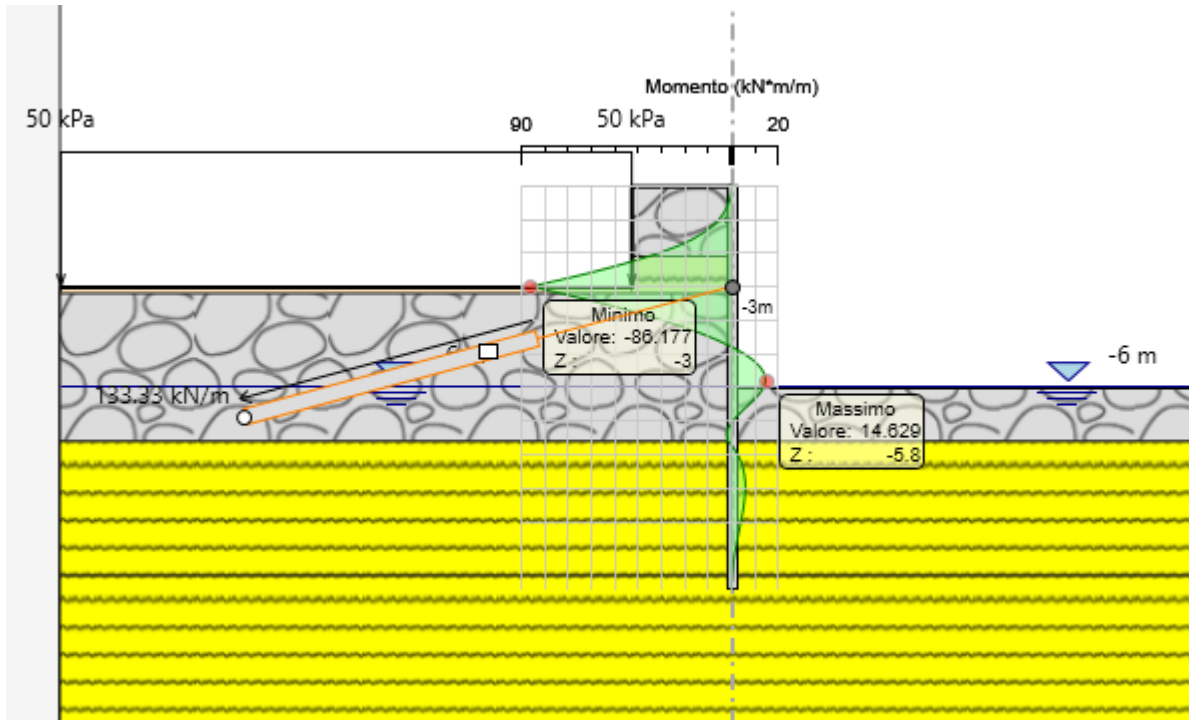 Momento (kN*m/m)
50 kPa
50 kPa
90
20
-3m
Minimo
Valore: -86.177
Z : -3
-6 m
133.33 kN/m
Massimo
Valore: 14.629
Z : -5.8